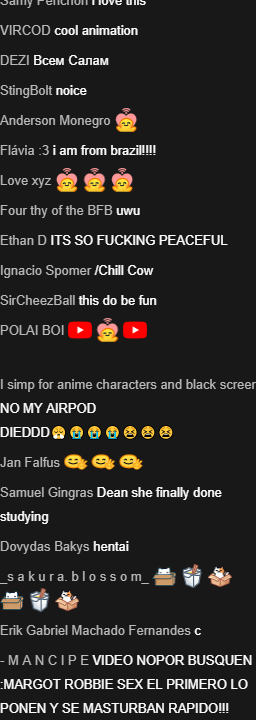 Samy Perichon i love this
VIRCOD cool animation
DEZI Всем Салам
StingBolt noice
Anderson Monegro
Flávia :3 i am from brazil!!!!
Love xyz
Four thy of the BFB uwu
Ethan D ITS SO FUCKING PEACEFUL
Ignacio Spomer /Chill Cow
SirCheezBall this do be fun
POLAI BOI
I simp for anime characters and black screen
NO MY AIRPOD
DIEDDD😤😭😭😭😫😫😫
Jan Falfus
Samuel Gingras Dean she finally done
studying
Dovydas Bakys hentai
_s a k u r a. b l o s s o m_
Erik Gabriel Machado Fernandes c
- M A N C I P E VIDEO NOPOR BUSQUEN
:MARGOT ROBBIE SEX EL PRIMERO LO
PONEN Y SE MASTURBAN RAPIDO!!!